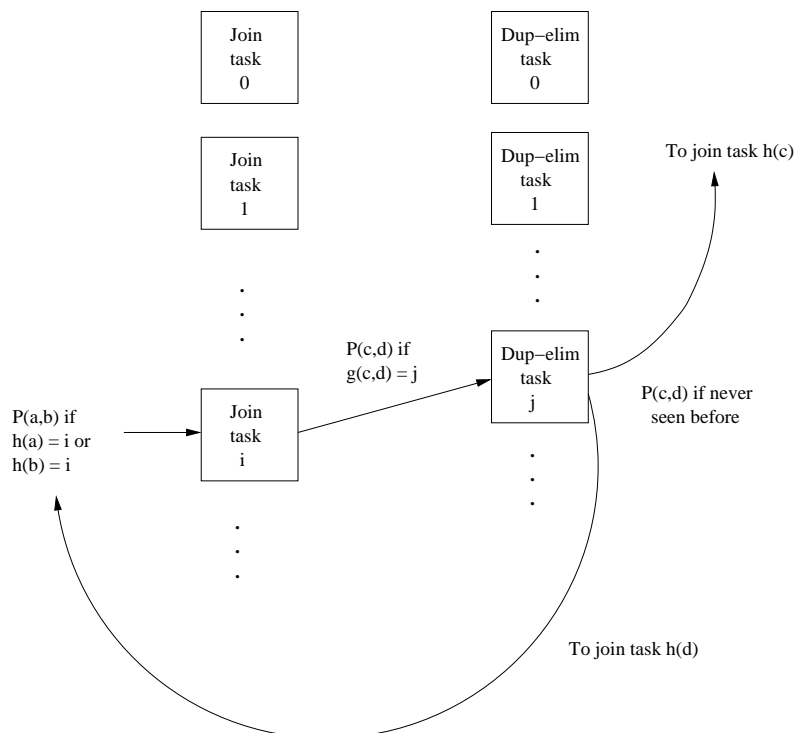 Join
task
0
Dup−elim
task
0
Join
task
1
Dup−elim
task
1
To join task h(c)
P(c,d) if
g(c,d) = j
Dup−elim
task
j
P(a,b) if
h(a) = i or
h(b) = i
Join
task
i
P(c,d) if never
seen before
To join task h(d)